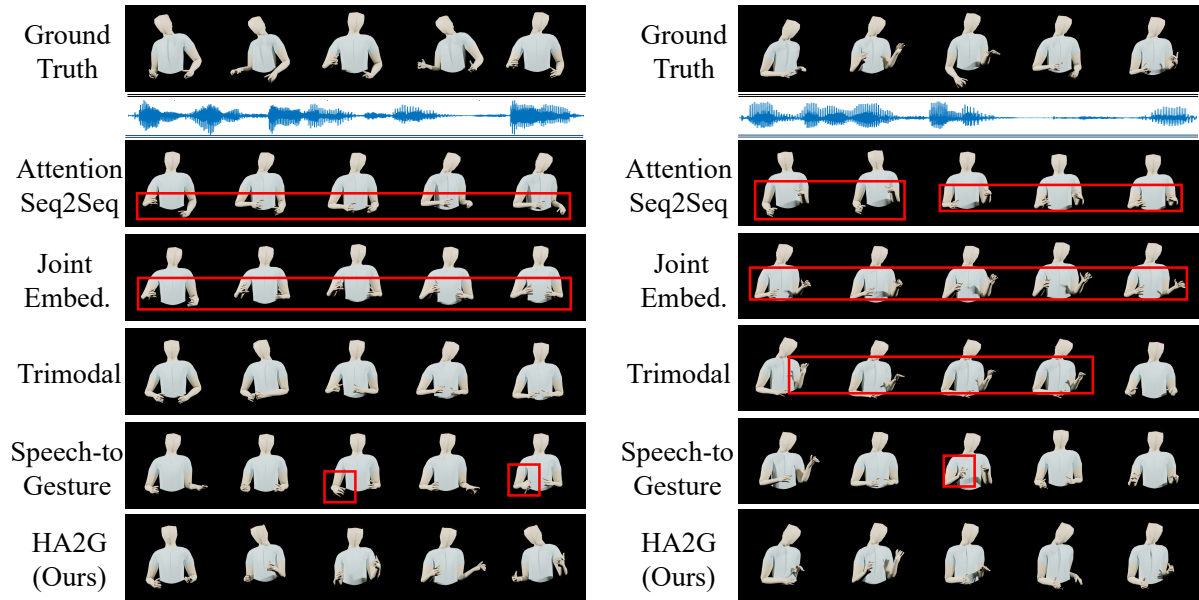 Ground
Truth
Attention
Seq2Seq
Joint
Embed.
Trimodal
Speech-to
Gesture
HA2G
(Ours)
Ground
Truth
Attention
Seq2Seq
Joint
Embed.
Trimodal
Speech-to
Gesture
HA2G
(Ours)